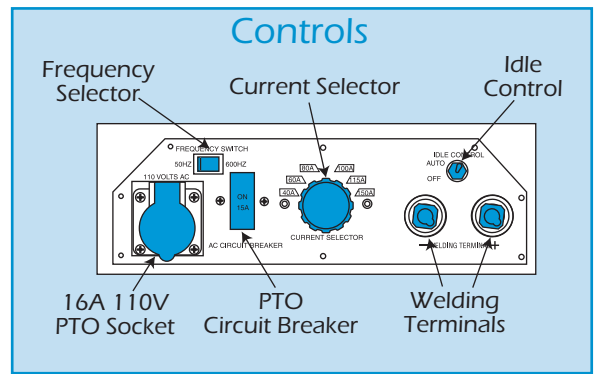 Controls
Frequency
Selector
Current Selector
Idle
Control
FREQUENCY SWITCH
50HZ
600HZ
110 VOLTS AC
ON
15A
AC CIRCUIT BREAKER
40A
60A
80A
100A
115A
150A
CURRENT SELECTOR
IDLE CONTROL
AUTO
OFF
— WELDING TERMINAL +
16A 110V
PTO Socket
PTO
Circuit Breaker
Welding
Terminals